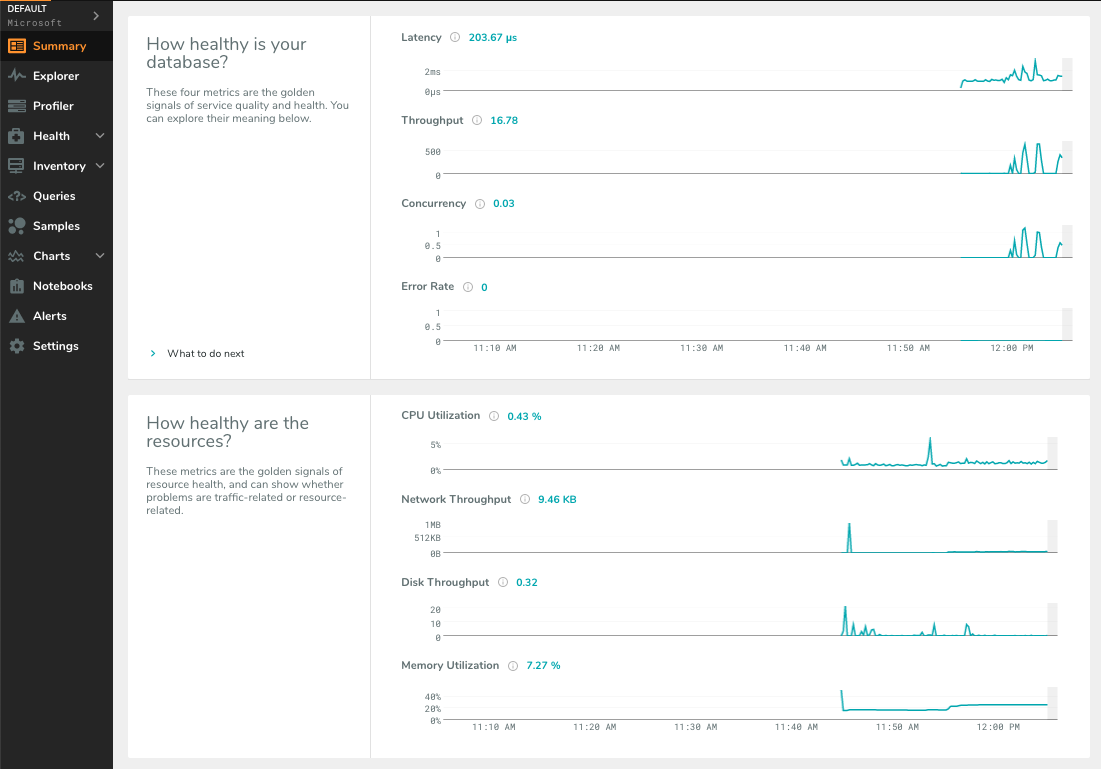 DEFAULT
Microsoft
Summary
Explorer
Profiler
Health
Inventory
Queries
Samples
Charts
Notebooks
Alerts
Settings
How healthy is your
database?
These four metrics are the golden
signals of service quality and health. You
can explore their meaning below.
What to do next
Latency 203.67 µs
2ms
0µs
Throughput 16.78
500
0
Concurrency 0.03
1
0.5
0
Error Rate 0
1
0.5
0
11:10 AM 11:20 AM 11:30 AM 11:40 AM 11:50 AM 12:00 PM
How healthy are the
resources?
These metrics are the golden signals of
resource health, and can show whether
problems are traffic-related or resource-
related.
CPU Utilization 0.43 %
5%
0%
Network Throughput 9.46 KB
1MB
512KB
0B
Disk Throughput 0.32
20
10
0
Memory Utilization 7.27 %
40%
20%
0%
11:10 AM 11:20 AM 11:30 AM 11:40 AM 11:50 AM 12:00 PM